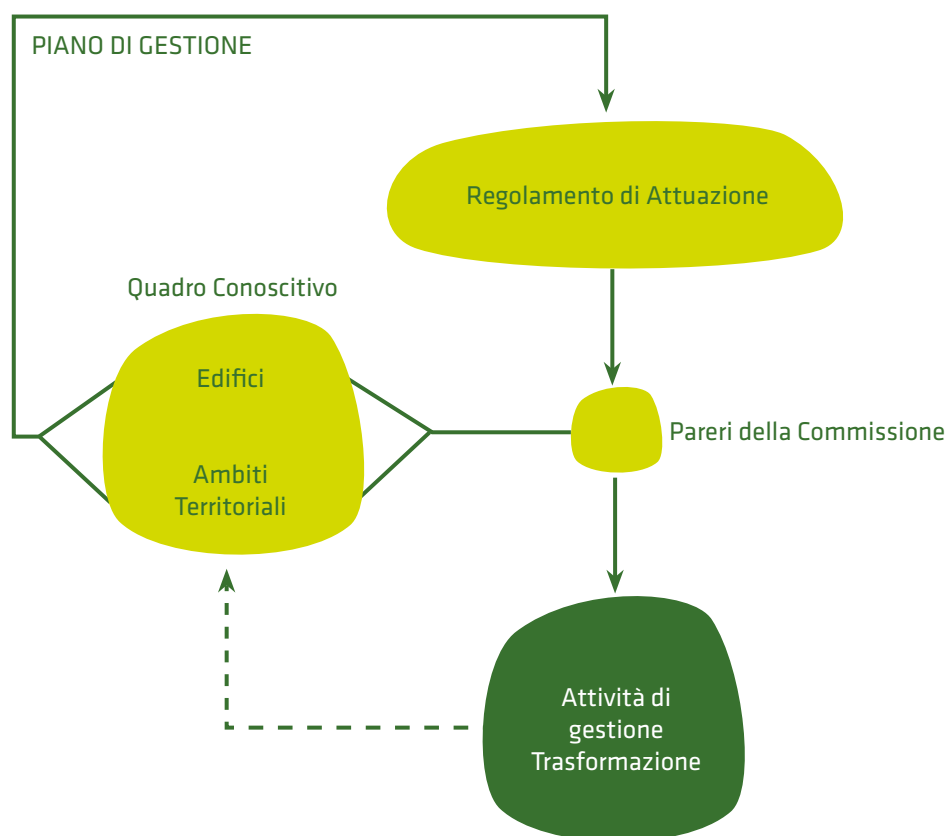 PIANO DI GESTIONE
Regolamento di Attuazione
Quadro Conoscitivo
Edifici
Pareri della Commissione
Ambiti
Territoriali
Attività di
gestione
Trasformazione